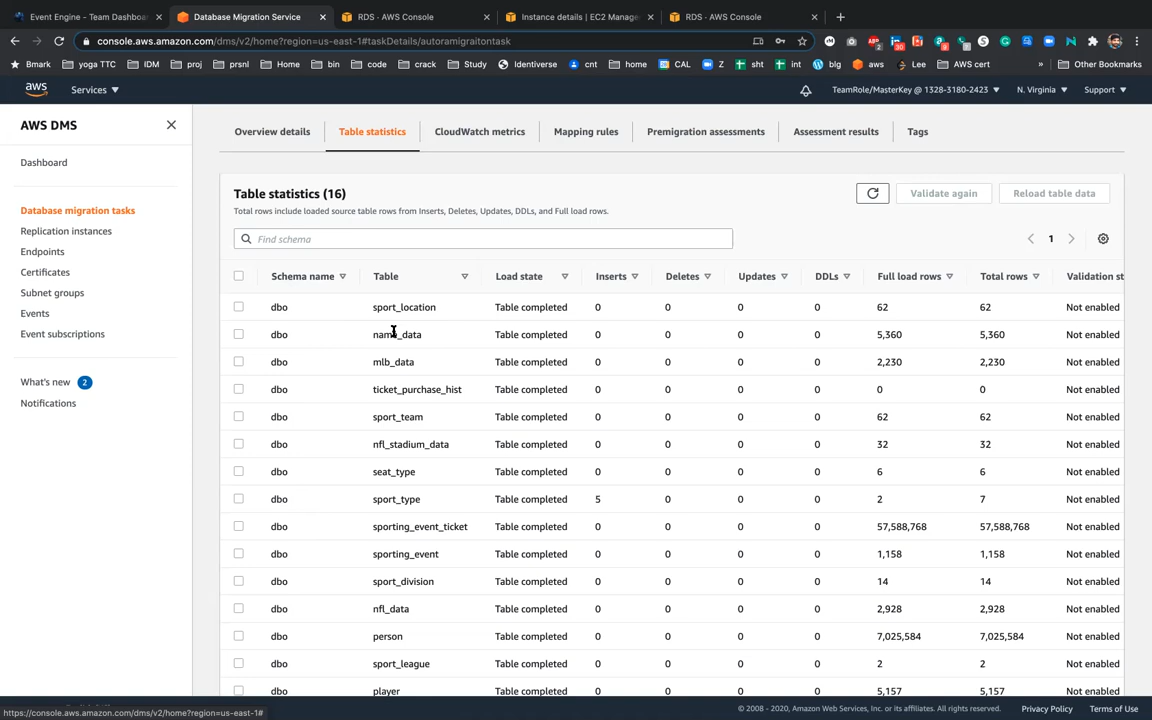 Event Engine - Team Dashboa
Database Migration Service
RDS - AWS Console
Instance details | EC2 Manage
RDS - AWS Console
console.aws.amazon.com/dms/v2/home?region=us-east-1#taskDetails/autoramigraitontask
2 30 9 7
Bmark yoga TTC IDM proj prsnl Home bin code crack Study Identiverse cnt home CAL Z sht int blg aws Lee AWS cert » Other Bookmarks
aws Services TeamRole/MasterKey @ 1328-3180-2423 N. Virginia Support
AWS DMS
Dashboard
Database migration tasks
Replication instances
Endpoints
Certificates
Subnet groups
Events
Event subscriptions
What's new 2
Notifications
Overview details Table statistics CloudWatch metrics Mapping rules Premigration assessments Assessment results Tags
Table statistics (16)
Validate again Reload table data
Total rows include loaded source table rows from Inserts, Deletes, Updates, DDLs, and Full load rows.
Find schema
1
Schema name Table Load state Inserts Deletes Updates DDLs Full load rows Total rows Validation st
dbo sport_location Table completed 0 0 0 0 62 62 Not enabled
dbo name_data Table completed 0 0 0 0 5,360 5,360 Not enabled
dbo mlb_data Table completed 0 0 0 0 2,230 2,230 Not enabled
dbo ticket_purchase_hist Table completed 0 0 0 0 0 0 Not enabled
dbo sport_team Table completed 0 0 0 0 62 62 Not enabled
dbo nfl_stadium_data Table completed 0 0 0 0 32 32 Not enabled
dbo seat_type Table completed 0 0 0 0 6 6 Not enabled
dbo sport_type Table completed 5 0 0 0 2 7 Not enabled
dbo sporting_event_ticket Table completed 0 0 0 0 57,588,768 57,588,768 Not enabled
dbo sporting_event Table completed 0 0 0 0 1,158 1,158 Not enabled
dbo sport_division Table completed 0 0 0 0 14 14 Not enabled
dbo nfl_data Table completed 0 0 0 0 2,928 2,928 Not enabled
dbo person Table completed 0 0 0 0 7,025,584 7,025,584 Not enabled
dbo sport_league Table completed 0 0 0 0 2 2 Not enabled
dbo player Table completed 0 0 0 0 5,157 5,157 Not enabled
https://console.aws.amazon.com/dms/v2/home?region=us-east-1#
© 2008 - 2020, Amazon Web Services, Inc. or its affiliates. All rights reserved. Privacy Policy Terms of Use